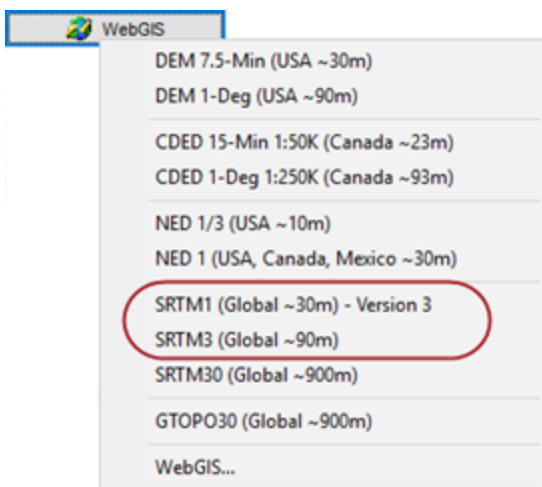 WebGIS
DEM 7.5-Min (USA ~30m)
DEM 1-Deg (USA ~90m)
CDED 15-Min 1:50K (Canada ~23m)
CDED 1-Deg 1:250K (Canada ~93m)
NED 1/3 (USA ~10m)
NED 1 (USA, Canada, Mexico ~30m)
SRTM1 (Global ~30m) - Version 3
SRTM3 (Global ~90m)
SRTM30 (Global ~900m)
GTOPO30 (Global ~900m)
WebGIS...